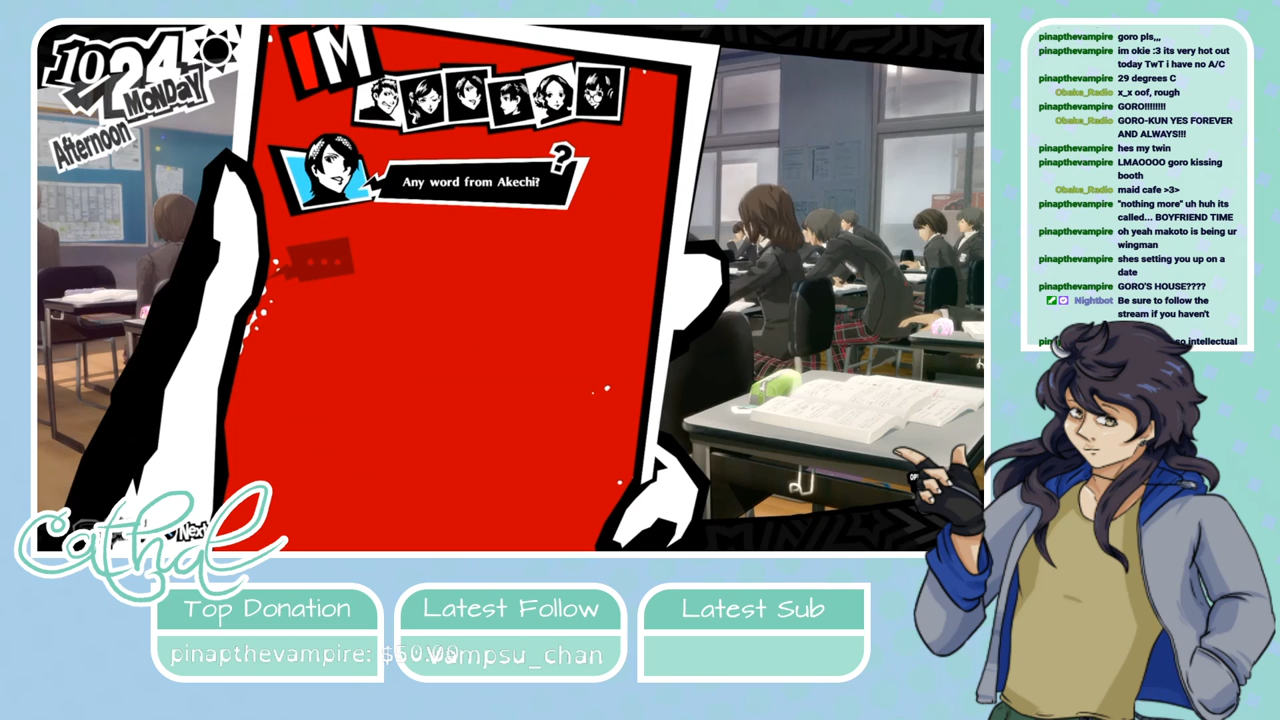 10
24
MONDAY
Afternoon
IM
?
Any word from Akechi?
...
Next
Cathal
pinapthevampire goro pls,,,
pinapthevampire im okie :3 its very hot out
today TwT i have no A/C
pinapthevampire 29 degrees C
Obake_Radio x_x oof, rough
pinapthevampire GORO!!!!!!!!
Obake_Radio GORO-KUN YES FOREVER
AND ALWAYS!!!
pinapthevampire hes my twin
pinapthevampire LMAOOOO goro kissing
booth
Obake_Radio maid cafe >3>
pinapthevampire "nothing more" uh huh its
called... BOYFRIEND TIME
pinapthevampire oh yeah makoto is being ur
wingman
pinapthevampire shes setting you up on a
date
pinapthevampire GORO'S HOUSE????
Nightbot Be sure to follow the
stream if you haven't
so intellectual
Top Donation
pinapthevampire: $50.00
Latest Follow
Vampsu_chan
Latest Sub